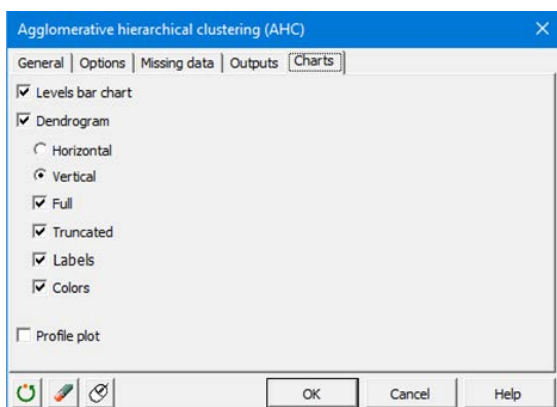 Agglomerative hierarchical clustering (AHC)
General Options Missing data Outputs Charts
Levels bar chart
Dendrogram
Horizontal
Vertical
Full
Truncated
Labels
Colors
Profile plot
OK Cancel Help